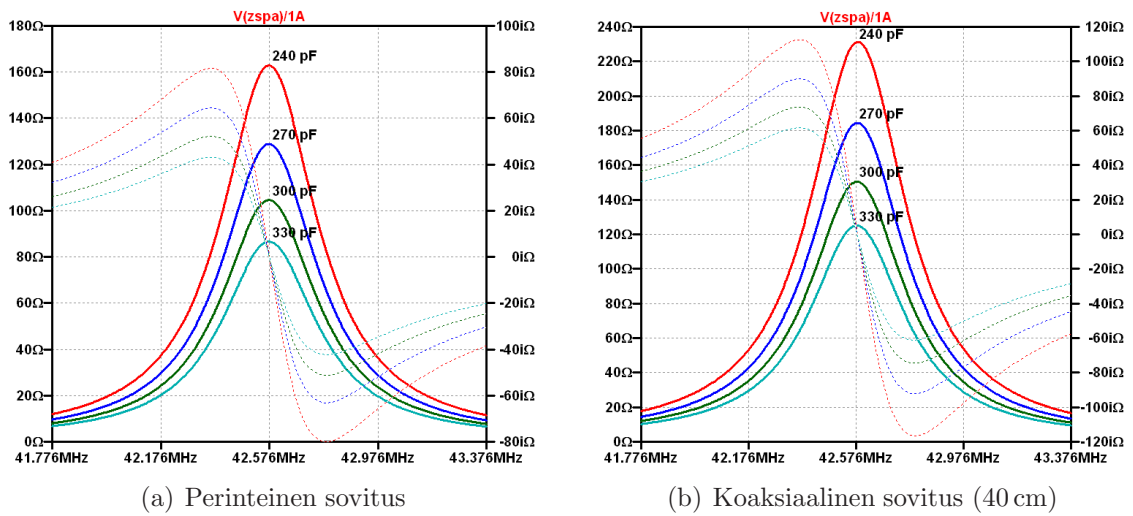 V(zspa)/1A
180Ω
160Ω
140Ω
120Ω
100Ω
80Ω
60Ω
40Ω
20Ω
0Ω
100iΩ
80iΩ
60iΩ
40iΩ
20iΩ
0iΩ
-20iΩ
-40iΩ
-60iΩ
-80iΩ
240 pF
270 pF
300 pF
330 pF
41.776MHz 42.176MHz 42.576MHz 42.976MHz 43.376MHz
(a) Perinteinen sovitus
V(zspa)/1A
240Ω
220Ω
200Ω
180Ω
160Ω
140Ω
120Ω
100Ω
80Ω
60Ω
40Ω
20Ω
0Ω
120iΩ
100iΩ
80iΩ
60iΩ
40iΩ
20iΩ
0iΩ
-20iΩ
-40iΩ
-60iΩ
-80iΩ
-100iΩ
-120iΩ
240 pF
270 pF
300 pF
330 pF
41.776MHz 42.176MHz 42.576MHz 42.976MHz 43.376MHz
(b) Koaksiaalinen sovitus (40 cm)